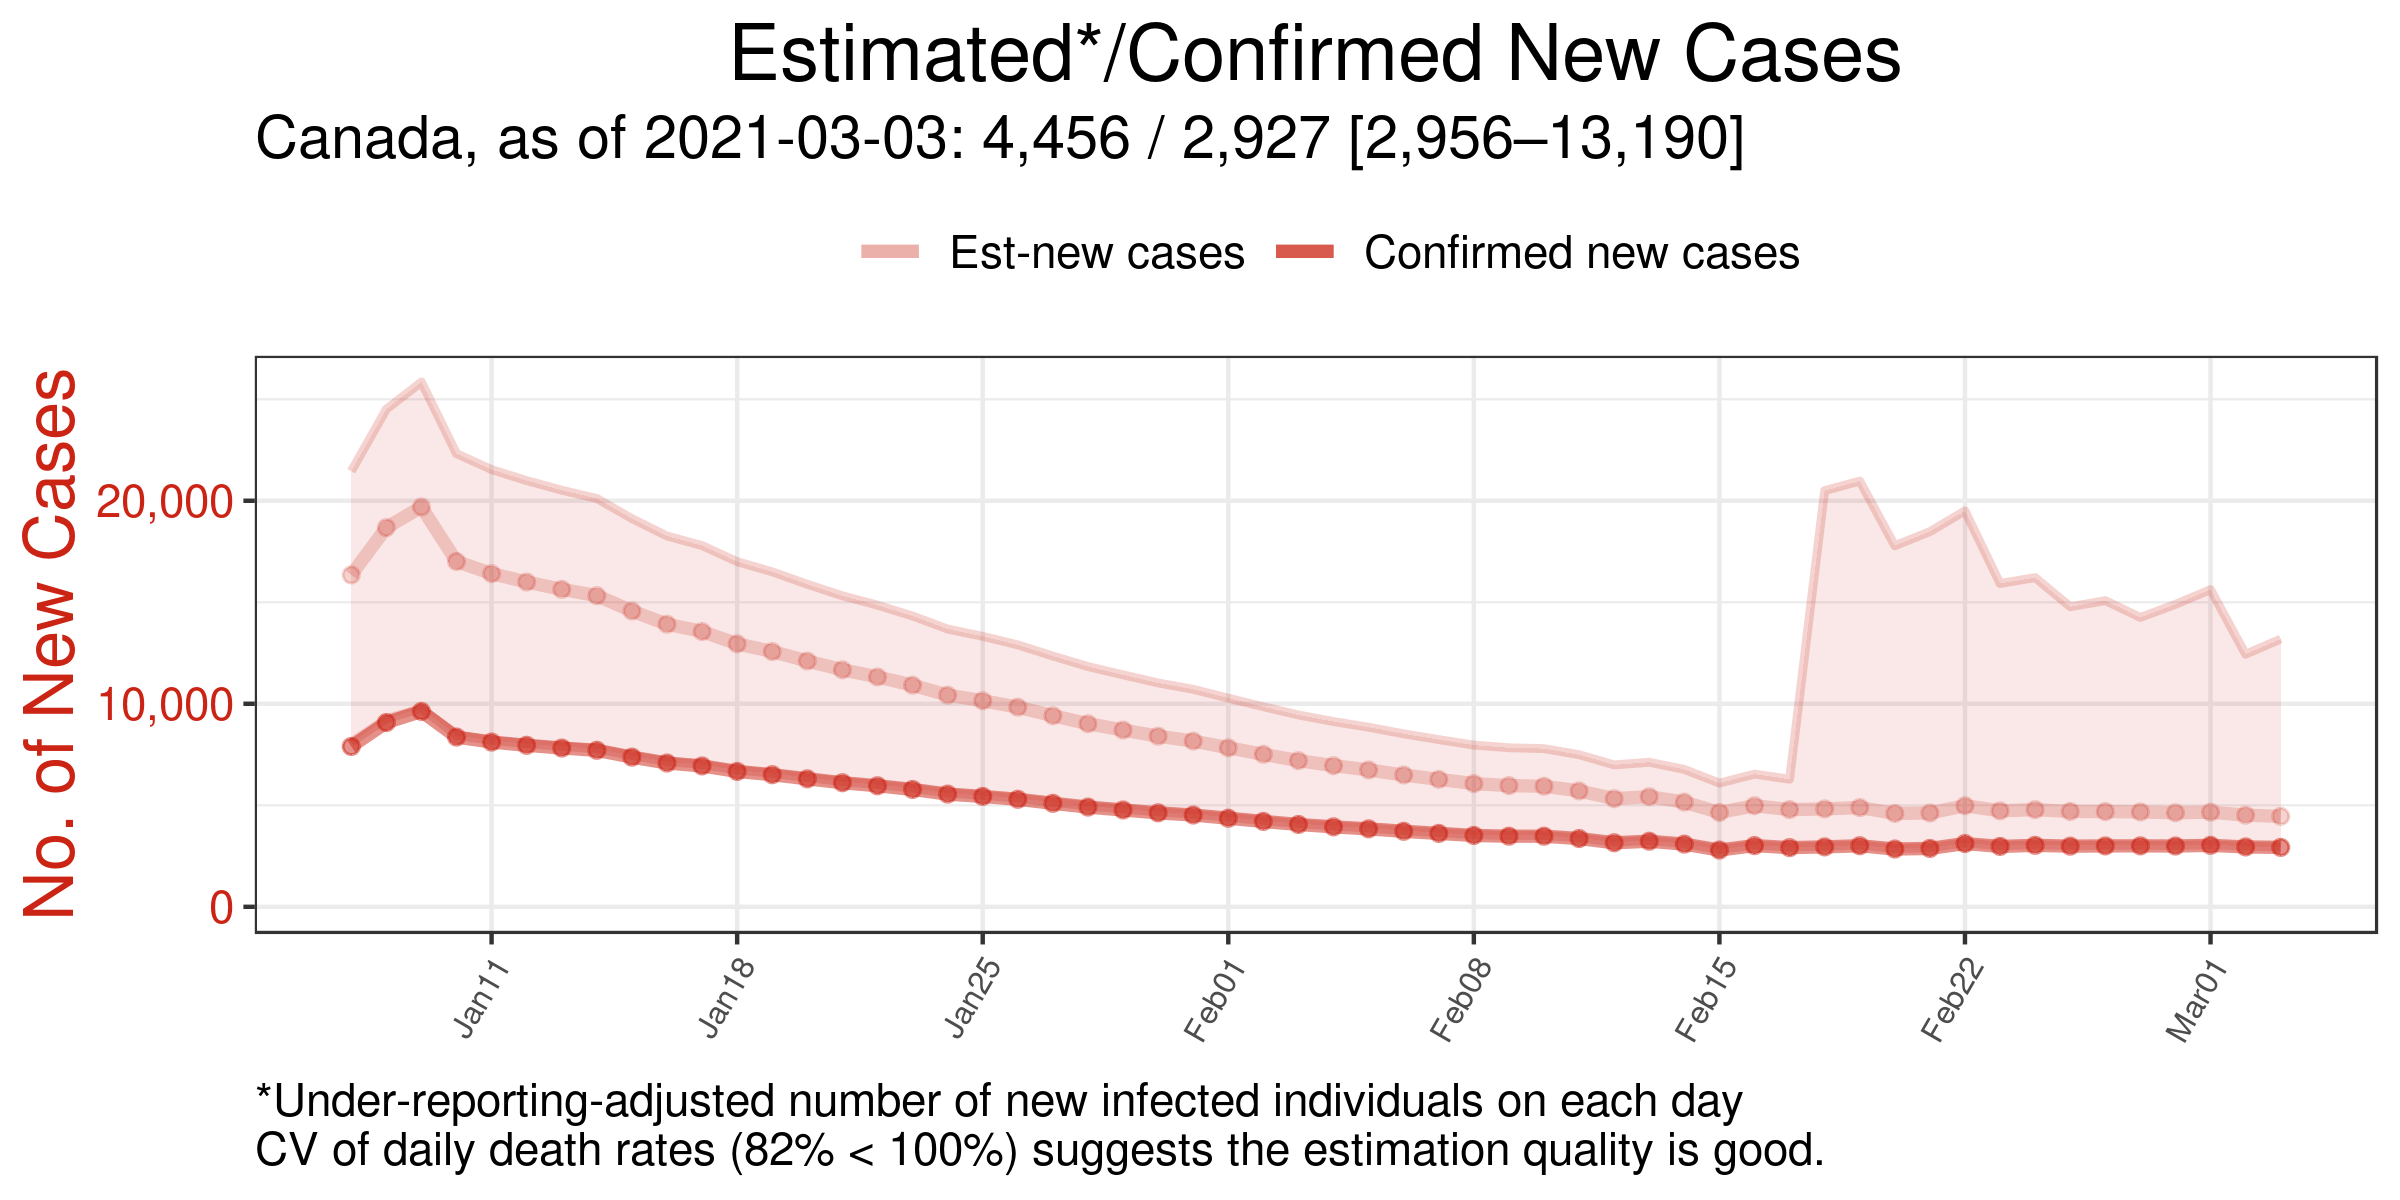 Estimated*/Confirmed New Cases
Canada, as of 2021-03-03: 4,456 / 2,927 [2,956–13,190]
Est-new cases
Confirmed new cases
No. of New Cases
20,000
10,000
0
Jan11
Jan18
Jan25
Feb01
Feb08
Feb15
Feb22
Mar01
*Under-reporting-adjusted number of new infected individuals on each day
CV of daily death rates (82% < 100%) suggests the estimation quality is good.